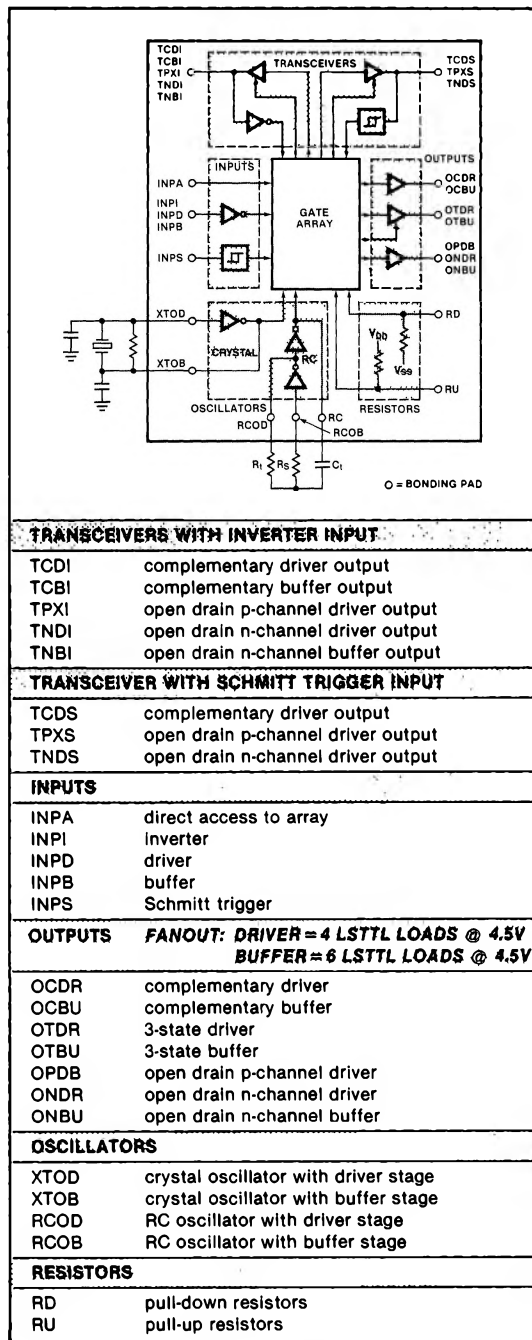 TCDI
TCBI
TPXI
TNDI
TNBI
TRANSCEIVERS
TCDS
TPXS
TNDS
INPUTS
INPA
INPI
INPD
INPB
INPS
GATE
ARRAY
OUTPUTS
OCDR
OCBU
OTDR
OTBU
OPDB
ONDR
ONBU
XTOD
XTOB
CRYSTAL
RC
OSCILLATORS
VDD
VSS
RD
RU
RESISTORS
RCOD
RCOB
RC
Rt
RS
Ct
O = BONDING PAD
TRANSCEIVERS WITH INVERTER INPUT
TCDI complementary driver output
TCBI complementary buffer output
TPXI open drain p-channel driver output
TNDI open drain n-channel driver output
TNBI open drain n-channel buffer output
TRANSCEIVER WITH SCHMITT TRIGGER INPUT
TCDS complementary driver output
TPXS open drain p-channel driver output
TNDS open drain n-channel driver output
INPUTS
INPA direct access to array
INPI inverter
INPD driver
INPB buffer
INPS Schmitt trigger
OUTPUTS FANOUT: DRIVER = 4 LSTTL LOADS @ 4.5V
BUFFER = 6 LSTTL LOADS @ 4.5V
OCDR complementary driver
OCBU complementary buffer
OTDR 3-state driver
OTBU 3-state buffer
OPDB open drain p-channel driver
ONDR open drain n-channel driver
ONBU open drain n-channel buffer
OSCILLATORS
XTOD crystal oscillator with driver stage
XTOB crystal oscillator with buffer stage
RCOD RC oscillator with driver stage
RCOB RC oscillator with buffer stage
RESISTORS
RD pull-down resistors
RU pull-up resistors